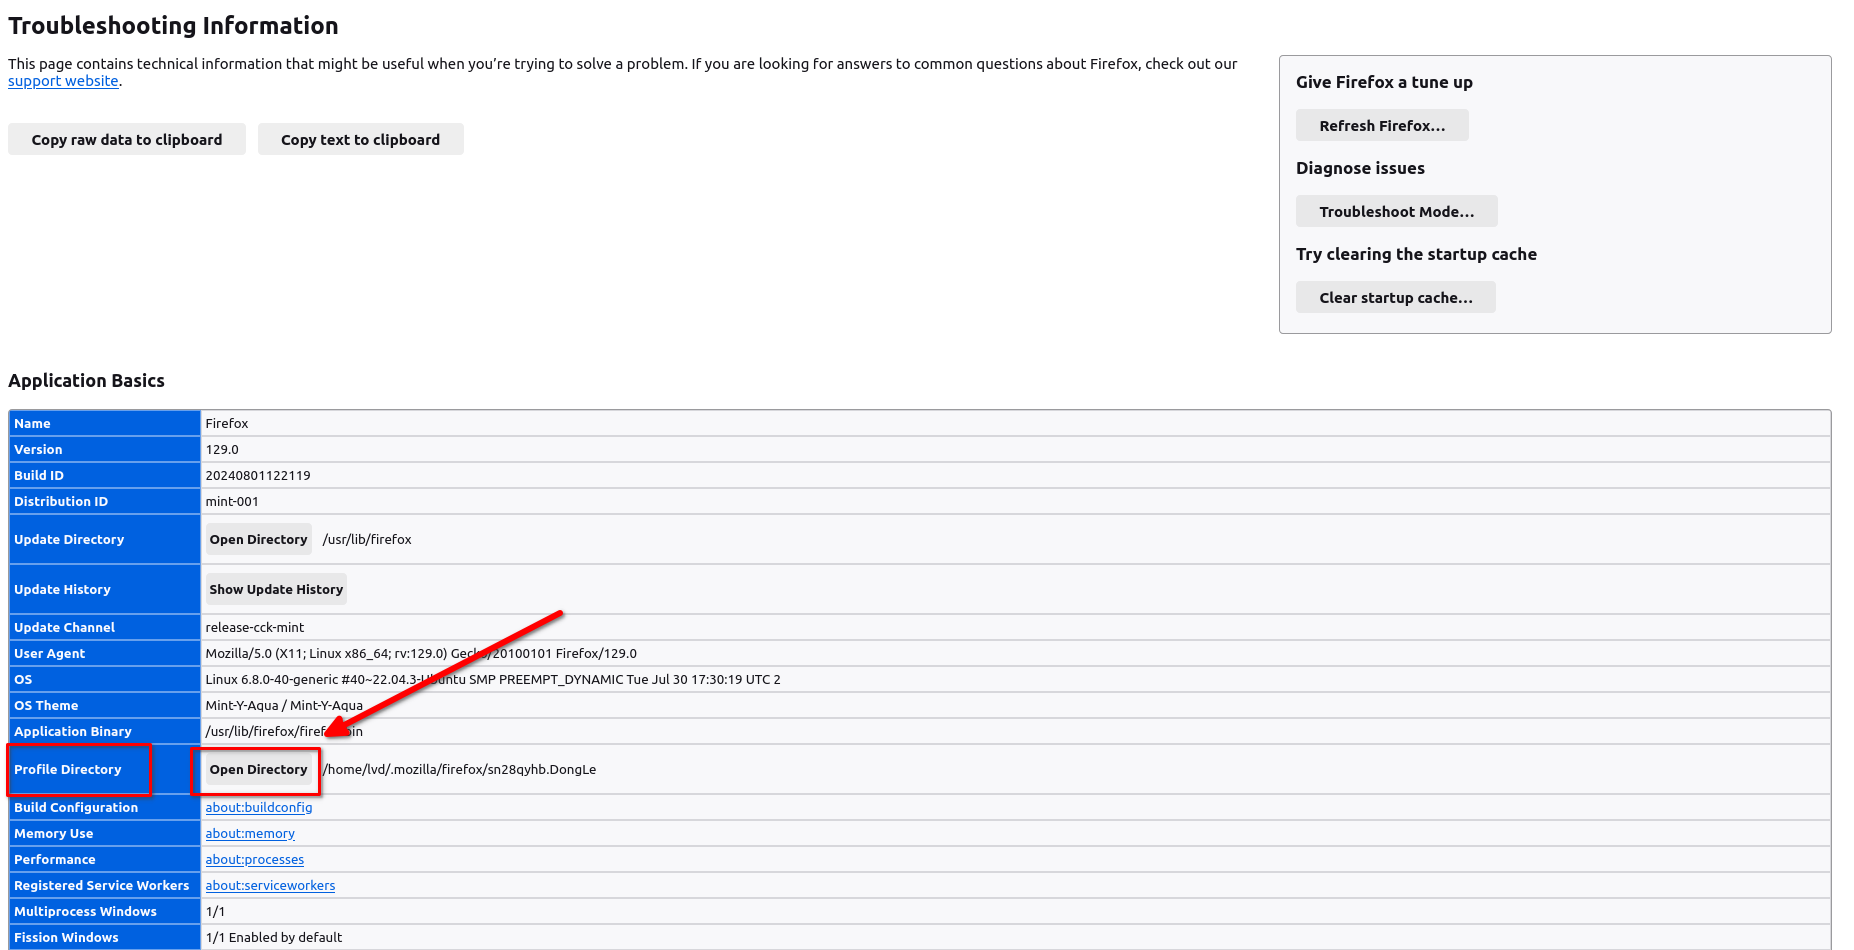 Troubleshooting Information
This page contains technical information that might be useful when you’re trying to solve a problem. If you are looking for answers to common questions about Firefox, check out our
support website.
Copy raw data to clipboard Copy text to clipboard
Give Firefox a tune up
Refresh Firefox…
Diagnose issues
Troubleshoot Mode…
Try clearing the startup cache
Clear startup cache…
Application Basics
Name Firefox
Version 129.0
Build ID 20240801122119
Distribution ID mint-001
Update Directory Open Directory /usr/lib/firefox
Update History Show Update History
Update Channel release-cck-mint
User Agent Mozilla/5.0 (X11; Linux x86_64; rv:129.0) Gecko/20100101 Firefox/129.0
OS Linux 6.8.0-40-generic #40~22.04.3-Ubuntu SMP PREEMPT_DYNAMIC Tue Jul 30 17:30:19 UTC 2
OS Theme Mint-Y-Aqua / Mint-Y-Aqua
Application Binary /usr/lib/firefox/firefox-bin
Profile Directory Open Directory /home/lvd/.mozilla/firefox/sn28qyhb.DongLe
Build Configuration about:buildconfig
Memory Use about:memory
Performance about:processes
Registered Service Workers about:serviceworkers
Multiprocess Windows 1/1
Fission Windows 1/1 Enabled by default